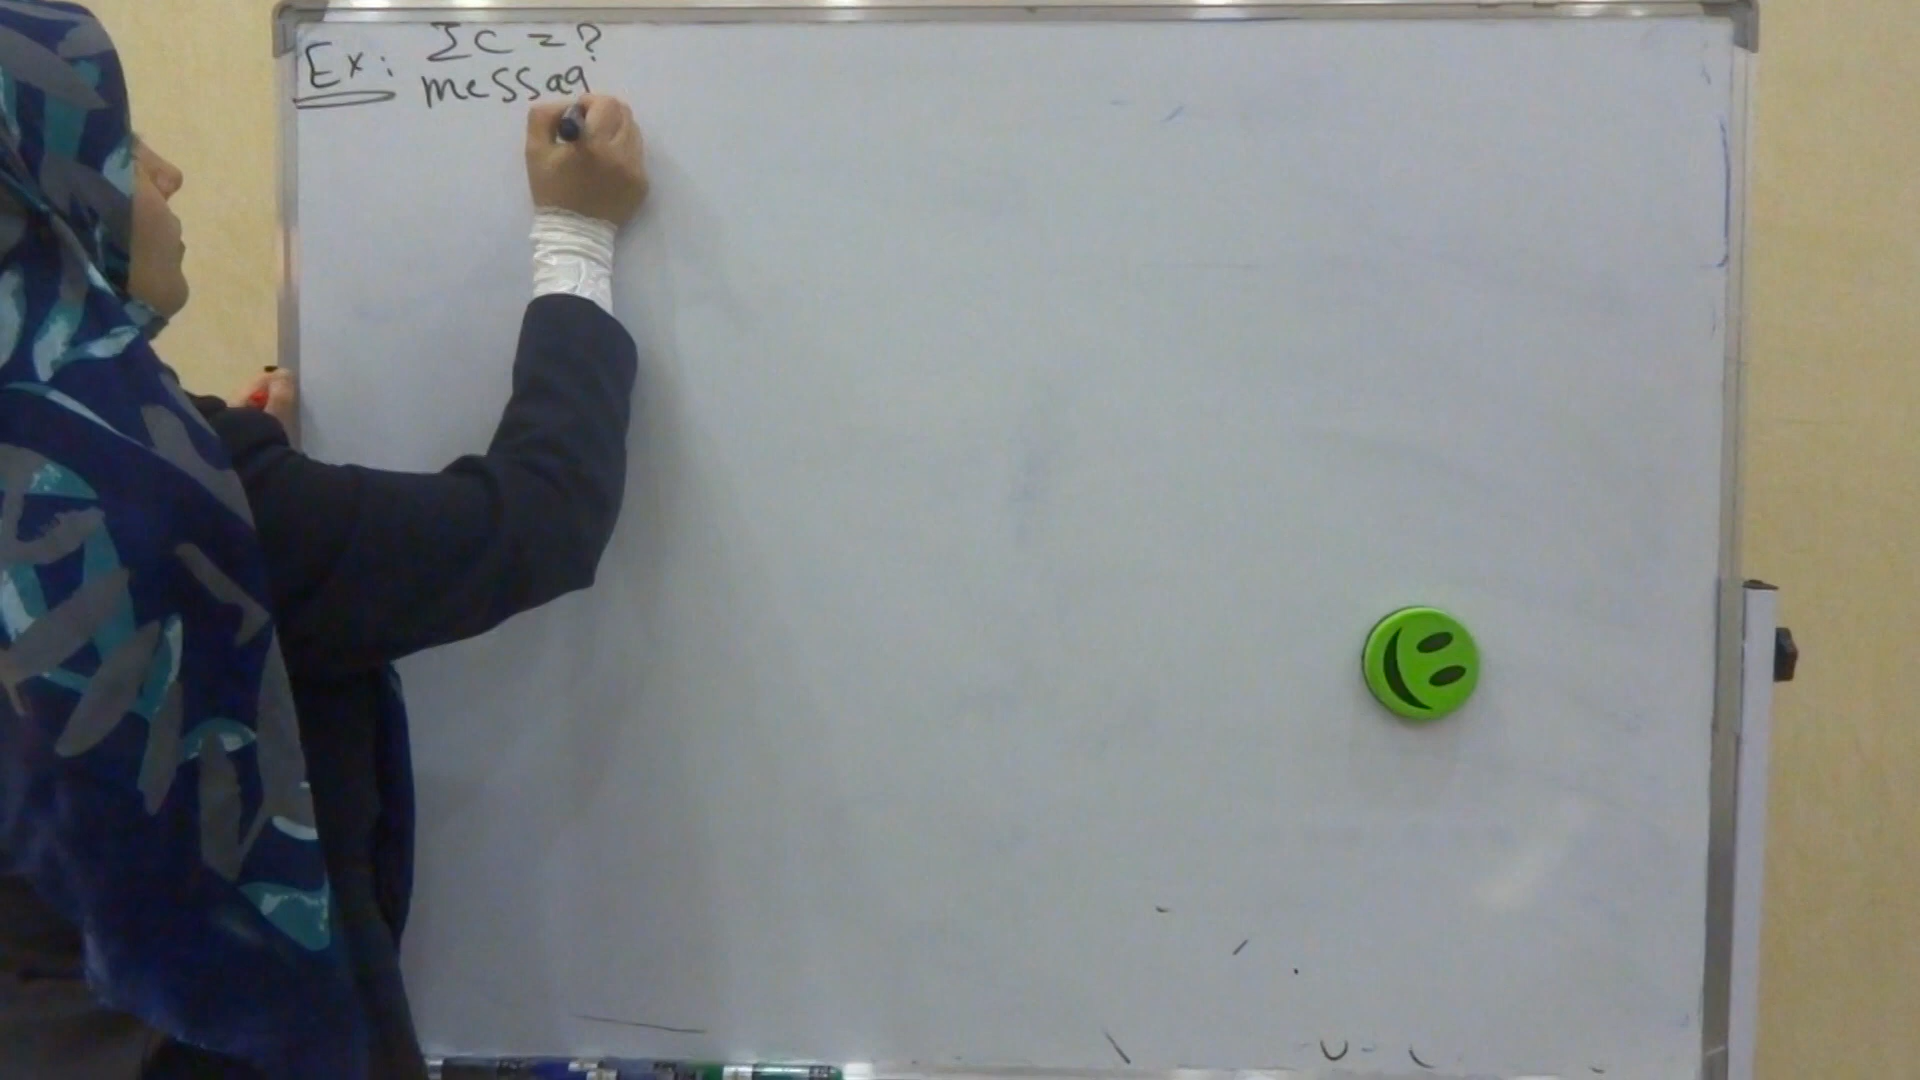 Ex: ΣC = ?
messag